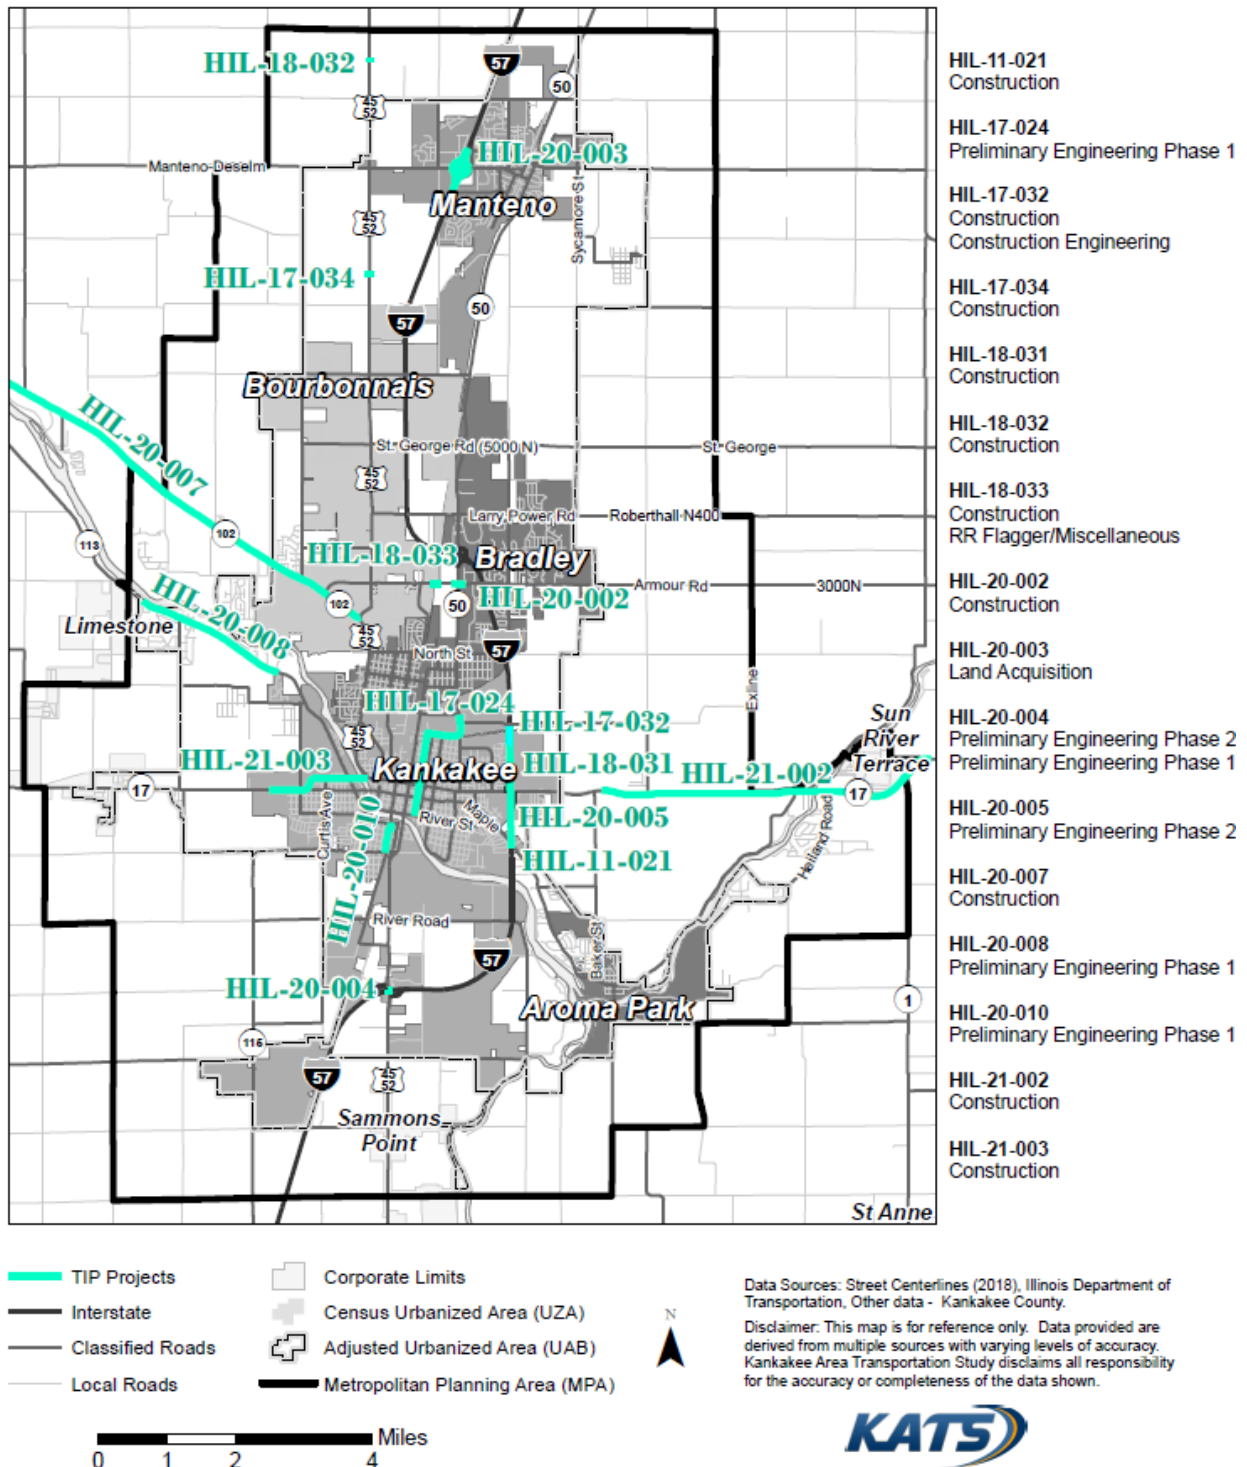 HIL-18-032
57
50
45
52
HIL-20-003
Manteno-Deselm
Manteno
Sycamore St
45
52
HIL-17-034
50
57
Bourbonnais
HIL-20-007
St. George Rd (5000 N)
St. George
45
52
Larry Power Rd
Roberthall N400
102
113
HIL-18-033
Bradley
Armour Rd
3000N
HIL-20-008
102
50
HIL-20-002
Limestone
45
52
North St
57
Exline
HIL-17-024
HIL-17-032
Sun
River
Terrace
45
52
HIL-21-003
Kankakee
HIL-18-031
HIL-21-002
17
17
Curtis Ave
River St
Maple
HIL-20-005
Heiland Road
HIL-20-010
HIL-11-021
River Road
Baker St
57
HIL-20-004
Aroma Park
1
115
57
45
52
Sammons
Point
St Anne
HIL-11-021
Construction
HIL-17-024
Preliminary Engineering Phase 1
HIL-17-032
Construction
Construction Engineering
HIL-17-034
Construction
HIL-18-031
Construction
HIL-18-032
Construction
HIL-18-033
Construction
RR Flagger/Miscellaneous
HIL-20-002
Construction
HIL-20-003
Land Acquisition
HIL-20-004
Preliminary Engineering Phase 2
Preliminary Engineering Phase 1
HIL-20-005
Preliminary Engineering Phase 2
HIL-20-007
Construction
HIL-20-008
Preliminary Engineering Phase 1
HIL-20-010
Preliminary Engineering Phase 1
HIL-21-002
Construction
HIL-21-003
Construction
TIP Projects
Interstate
Classified Roads
Local Roads
Corporate Limits
Census Urbanized Area (UZA)
Adjusted Urbanized Area (UAB)
Metropolitan Planning Area (MPA)
N
Miles
0 1 2 4
Data Sources: Street Centerlines (2018), Illinois Department of
Transportation, Other data - Kankakee County.
Disclaimer: This map is for reference only. Data provided are
derived from multiple sources with varying levels of accuracy.
Kankakee Area Transportation Study disclaims all responsibility
for the accuracy or completeness of the data shown.
KATS